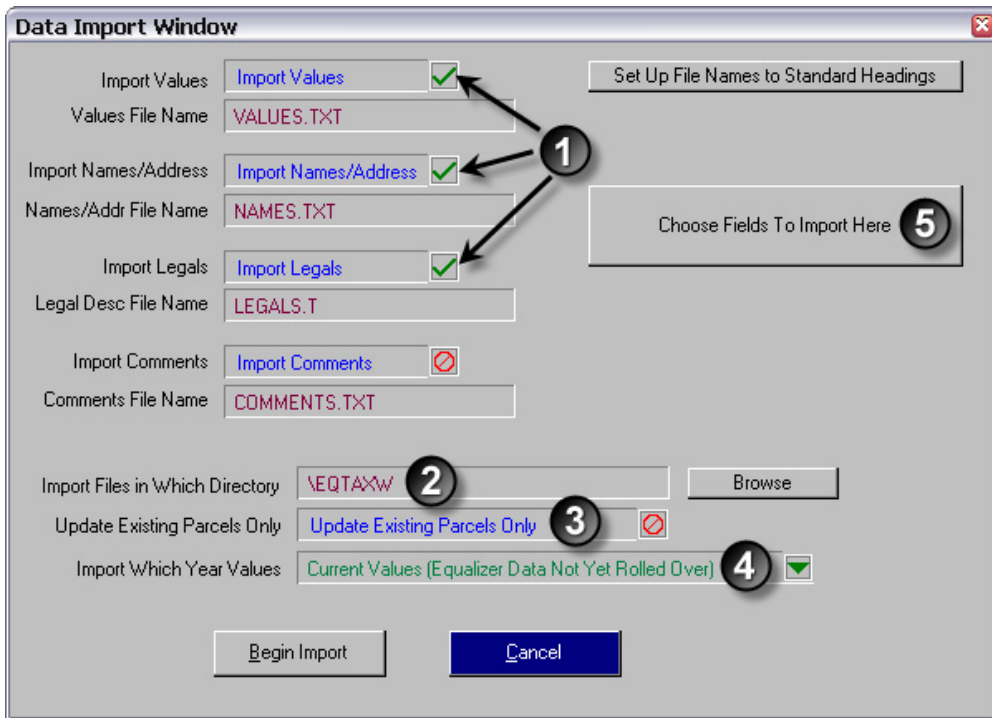 Data Import Window
Import Values Import Values Set Up File Names to Standard Headings
Values File Name VALUES.TXT
1
Import Names/Address Import Names/Address
Names/Addr File Name NAMES.TXT
Choose Fields To Import Here 5
Import Legals Import Legals
Legal Desc File Name LEGALS.T
Import Comments Import Comments
Comments File Name COMMENTS.TXT
Import Files in Which Directory \EQTAXW 2 Browse
Update Existing Parcels Only Update Existing Parcels Only 3
Import Which Year Values Current Values (Equalizer Data Not Yet Rolled Over) 4
Begin Import Cancel